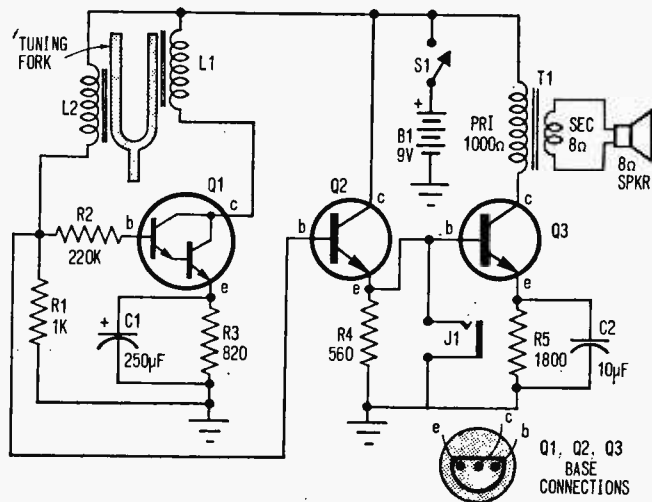 TUNING
FORK
L1
L2
S1
+
B1
9V
T1
PRI
1000Ω
SEC
8Ω
8Ω
SPKR
Q1
Q2
Q3
R2
220K
b
c
e
b
c
e
b
c
e
R1
1K
+
C1
250µF
R3
820
R4
560
J1
R5
1800
C2
10µF
e
c
b
Q1, Q2, Q3
BASE
CONNECTIONS